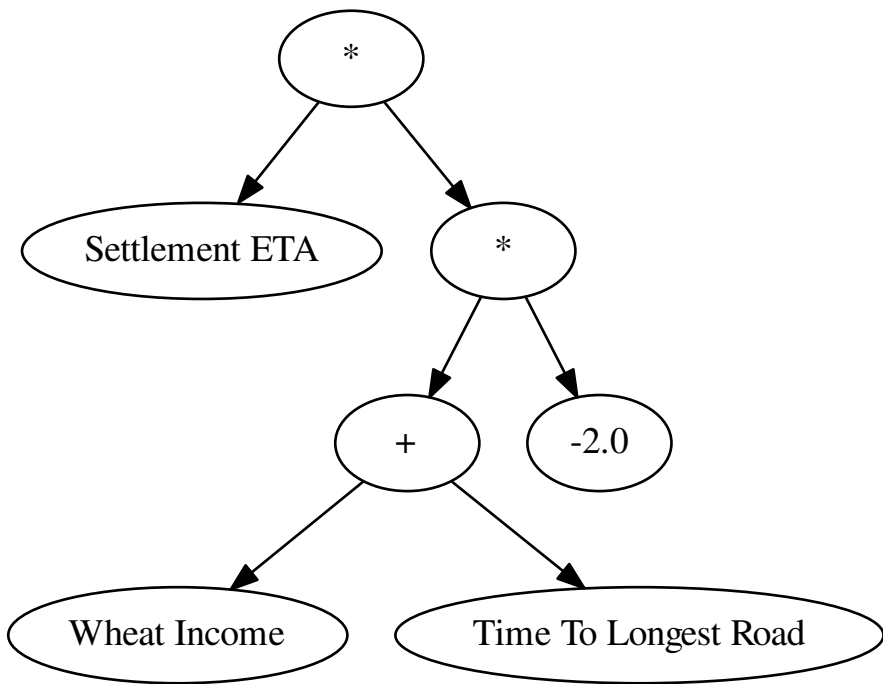 *
Settlement ETA
*
+
-2.0
Wheat Income
Time To Longest Road